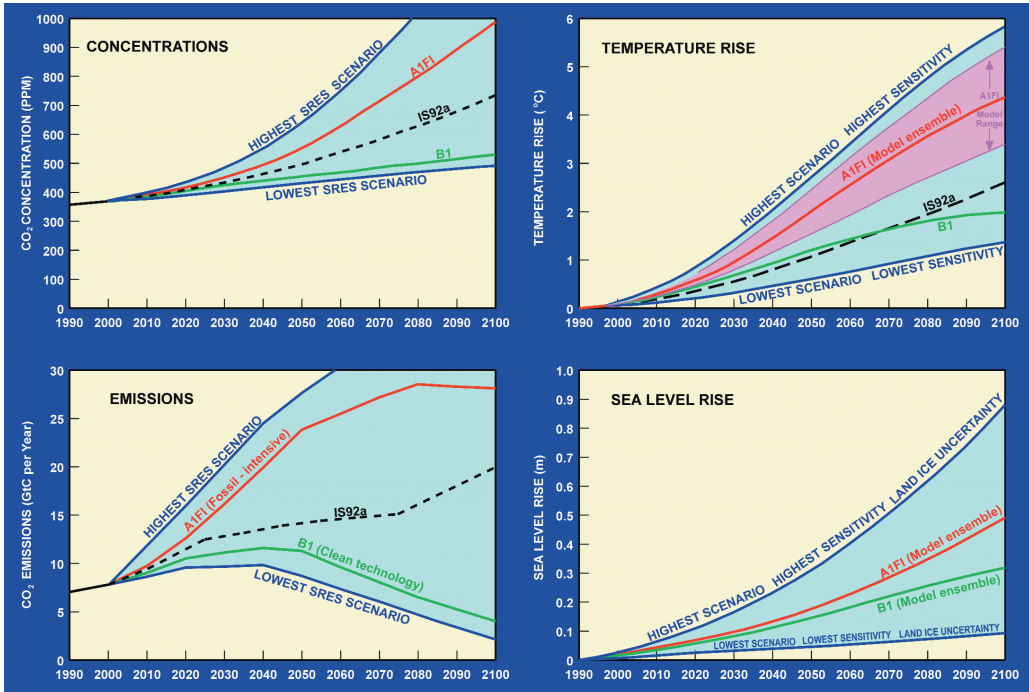 CONCENTRATIONS
CO2 CONCENTRATION (PPM)
1000
900
800
700
600
500
400
300
200
100
0
HIGHEST SRES SCENARIO
A1FI
IS92a
B1
LOWEST SRES SCENARIO
1990 2000 2010 2020 2030 2040 2050 2060 2070 2080 2090 2100
TEMPERATURE RISE
TEMPERATURE RISE (°C)
6
5
4
3
2
1
0
HIGHEST SCENARIO HIGHEST SENSITIVITY
A1FI
Model
Range
A1FI (Model ensemble)
IS92a
B1
LOWEST SCENARIO LOWEST SENSITIVITY
1990 2000 2010 2020 2030 2040 2050 2060 2070 2080 2090 2100
EMISSIONS
CO2 EMISSIONS (GtC per Year)
30
25
20
15
10
5
0
HIGHEST SRES SCENARIO
A1FI (Fossil - intensive)
IS92a
B1 (Clean technology)
LOWEST SRES SCENARIO
1990 2000 2010 2020 2030 2040 2050 2060 2070 2080 2090 2100
SEA LEVEL RISE
SEA LEVEL RISE (m)
1.0
0.9
0.8
0.7
0.6
0.5
0.4
0.3
0.2
0.1
0
HIGHEST SCENARIO HIGHEST SENSITIVITY LAND ICE UNCERTAINTY
A1FI (Model ensemble)
B1 (Model ensemble)
LOWEST SCENARIO LOWEST SENSITIVITY LAND ICE UNCERTAINTY
1990 2000 2010 2020 2030 2040 2050 2060 2070 2080 2090 2100